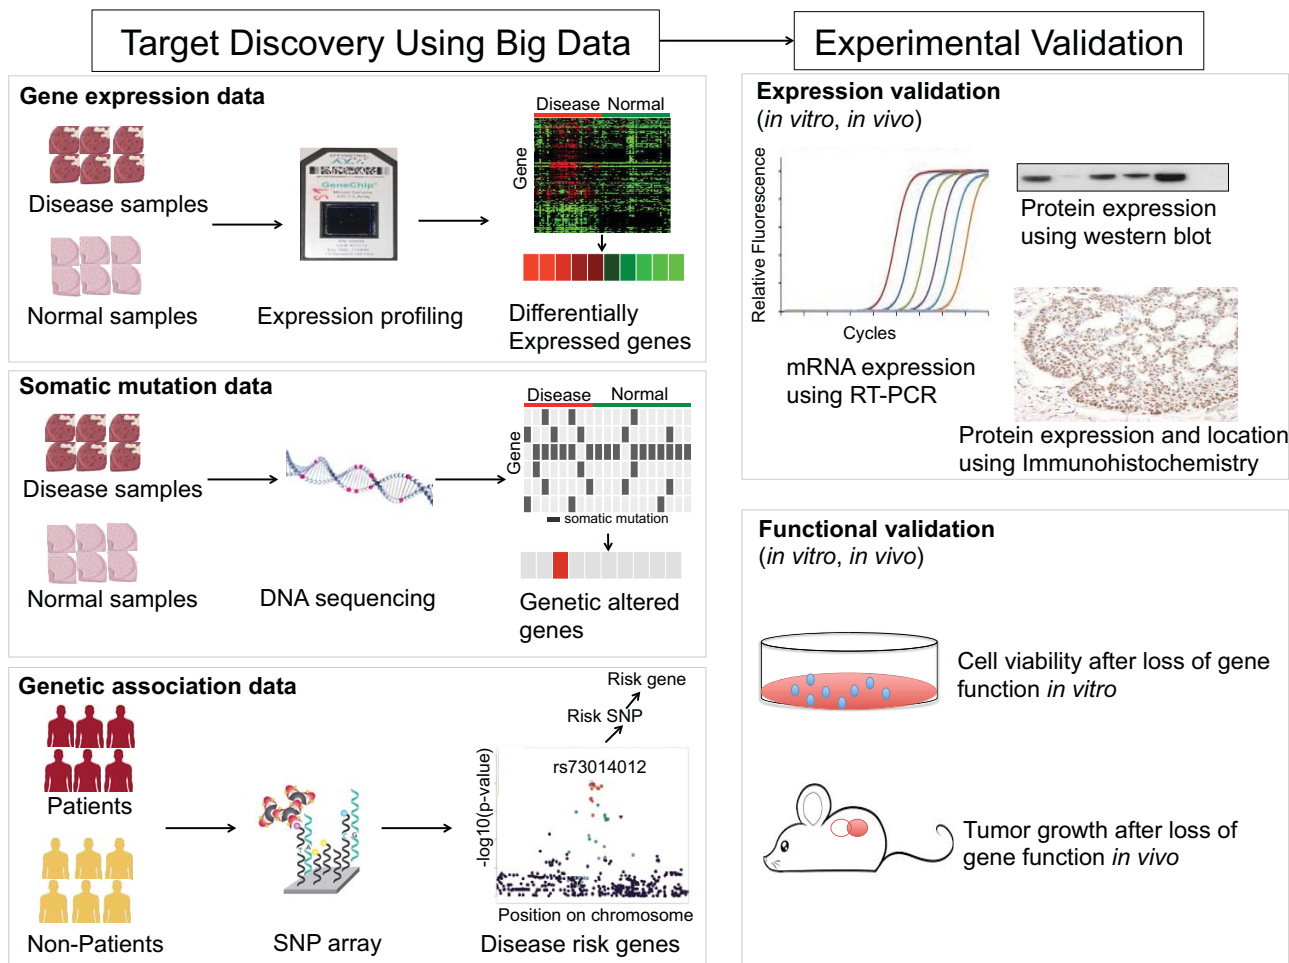 Target Discovery Using Big Data
Experimental Validation
Gene expression data
Disease samples
Normal samples
GeneChip
Expression profiling
Disease Normal
Gene
Differentially
Expressed genes
Somatic mutation data
Disease samples
Normal samples
DNA sequencing
Disease Normal
Gene
somatic mutation
Genetic altered
genes
Genetic association data
Patients
Non-Patients
SNP array
Risk gene
Risk SNP
rs73014012
-log10(p-value)
Position on chromosome
Disease risk genes
Expression validation
(in vitro, in vivo)
Relative Fluorescence
Cycles
mRNA expression
using RT-PCR
Protein expression
using western blot
Protein expression and location
using Immunohistochemistry
Functional validation
(in vitro, in vivo)
Cell viability after loss of gene
function in vitro
Tumor growth after loss of
gene function in vivo